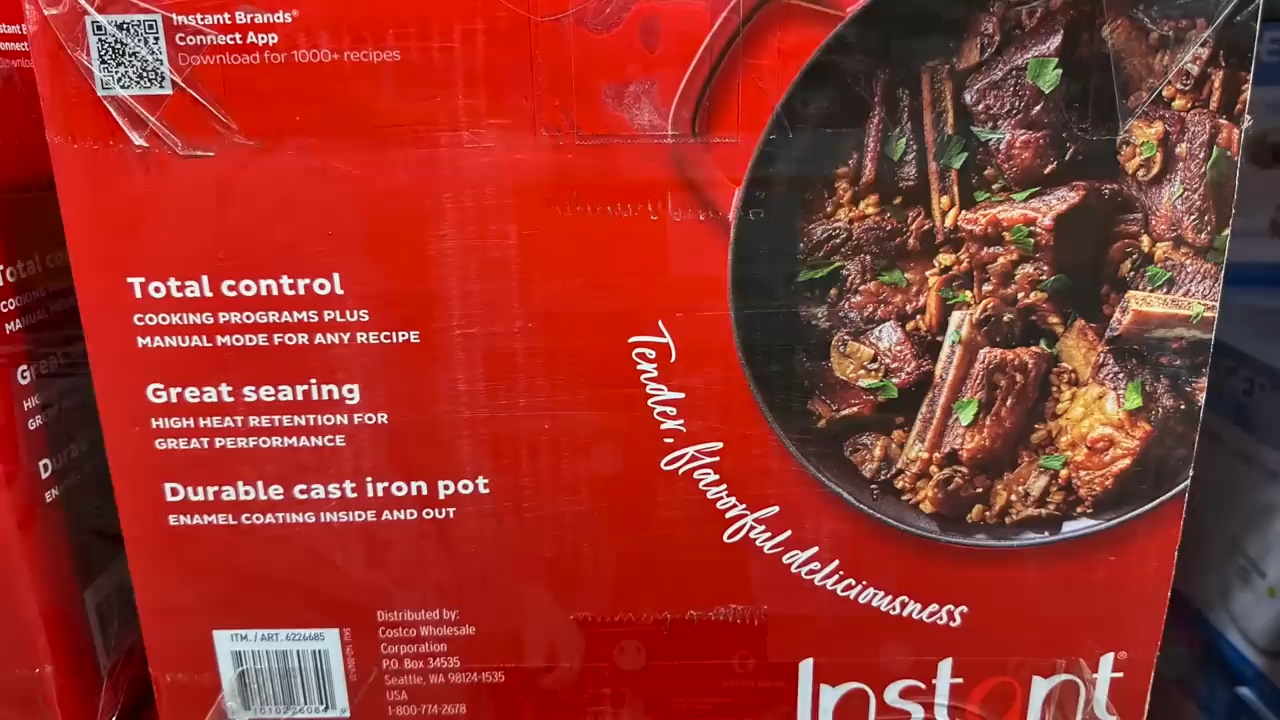 Instant Brands®
Connect App
Download for 1000+ recipes
Total control
COOKING PROGRAMS PLUS
MANUAL MODE FOR ANY RECIPE
Great searing
HIGH HEAT RETENTION FOR
GREAT PERFORMANCE
Durable cast iron pot
ENAMEL COATING INSIDE AND OUT
Tender, flavorful deliciousness
ITM. / ART. 6226685
Distributed by:
Costco Wholesale
Corporation
P.O. Box 34535
Seattle, WA 98124-1535
USA
1-800-774-2678
Instant®